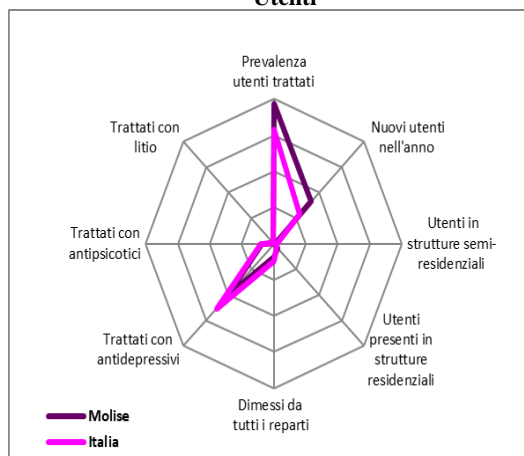 Utenti
Prevalenza
utenti trattati
Nuovi utenti
nell'anno
Utenti in
strutture semi-
residenziali
Utenti
presenti in
strutture
residenziali
Dimessi da
tutti i reparti
Trattati con
antidepressivi
Trattati con
antipsicotici
Trattati con
litio
Molise
Italia